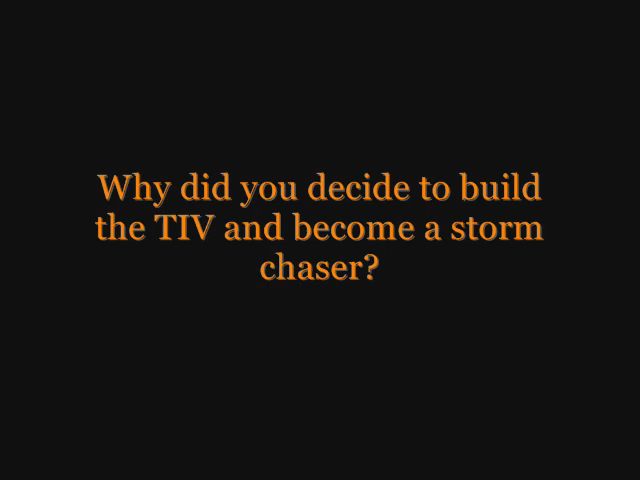 Why did you decide to build
the TIV and become a storm
chaser?